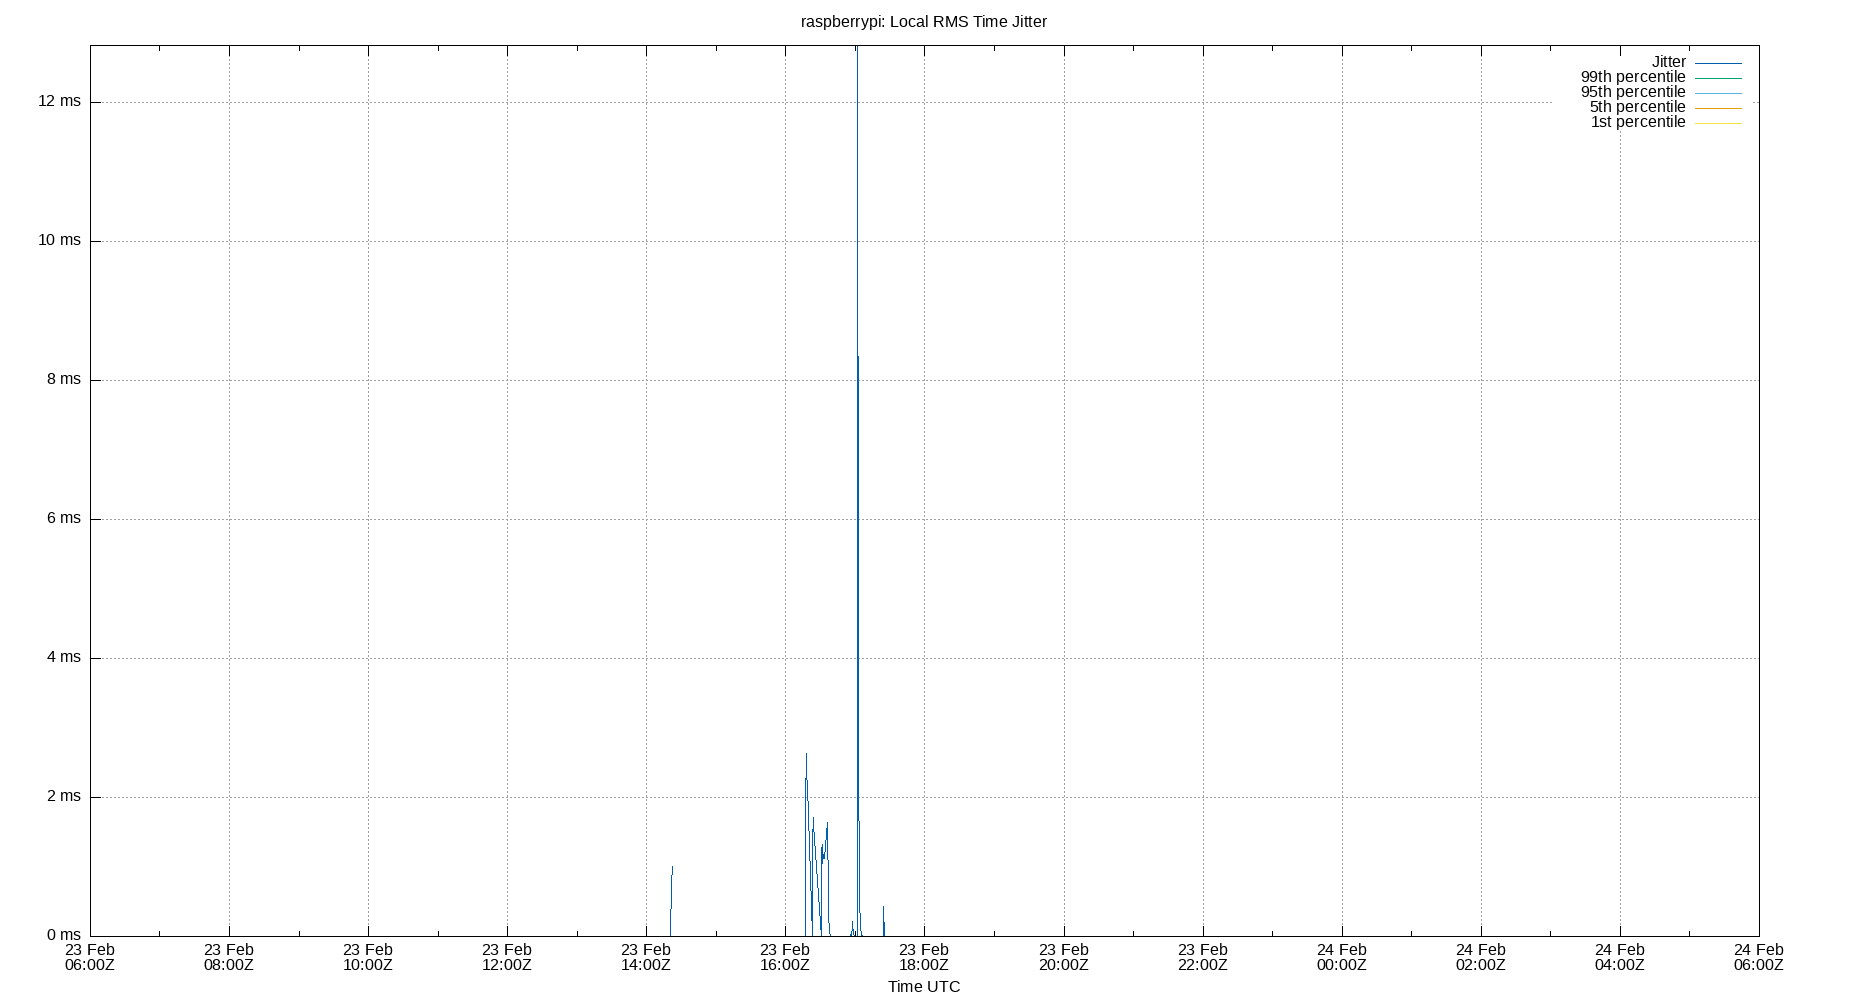 raspberrypi: Local RMS Time Jitter
Jitter
99th percentile
95th percentile
5th percentile
1st percentile
12 ms
10 ms
8 ms
6 ms
4 ms
2 ms
0 ms
23 Feb 23 Feb 23 Feb 23 Feb 23 Feb 23 Feb 23 Feb 23 Feb 23 Feb 24 Feb 24 Feb 24 Feb 24 Feb
06:00Z 08:00Z 10:00Z 12:00Z 14:00Z 16:00Z 18:00Z 20:00Z 22:00Z 00:00Z 02:00Z 04:00Z 06:00Z
Time UTC